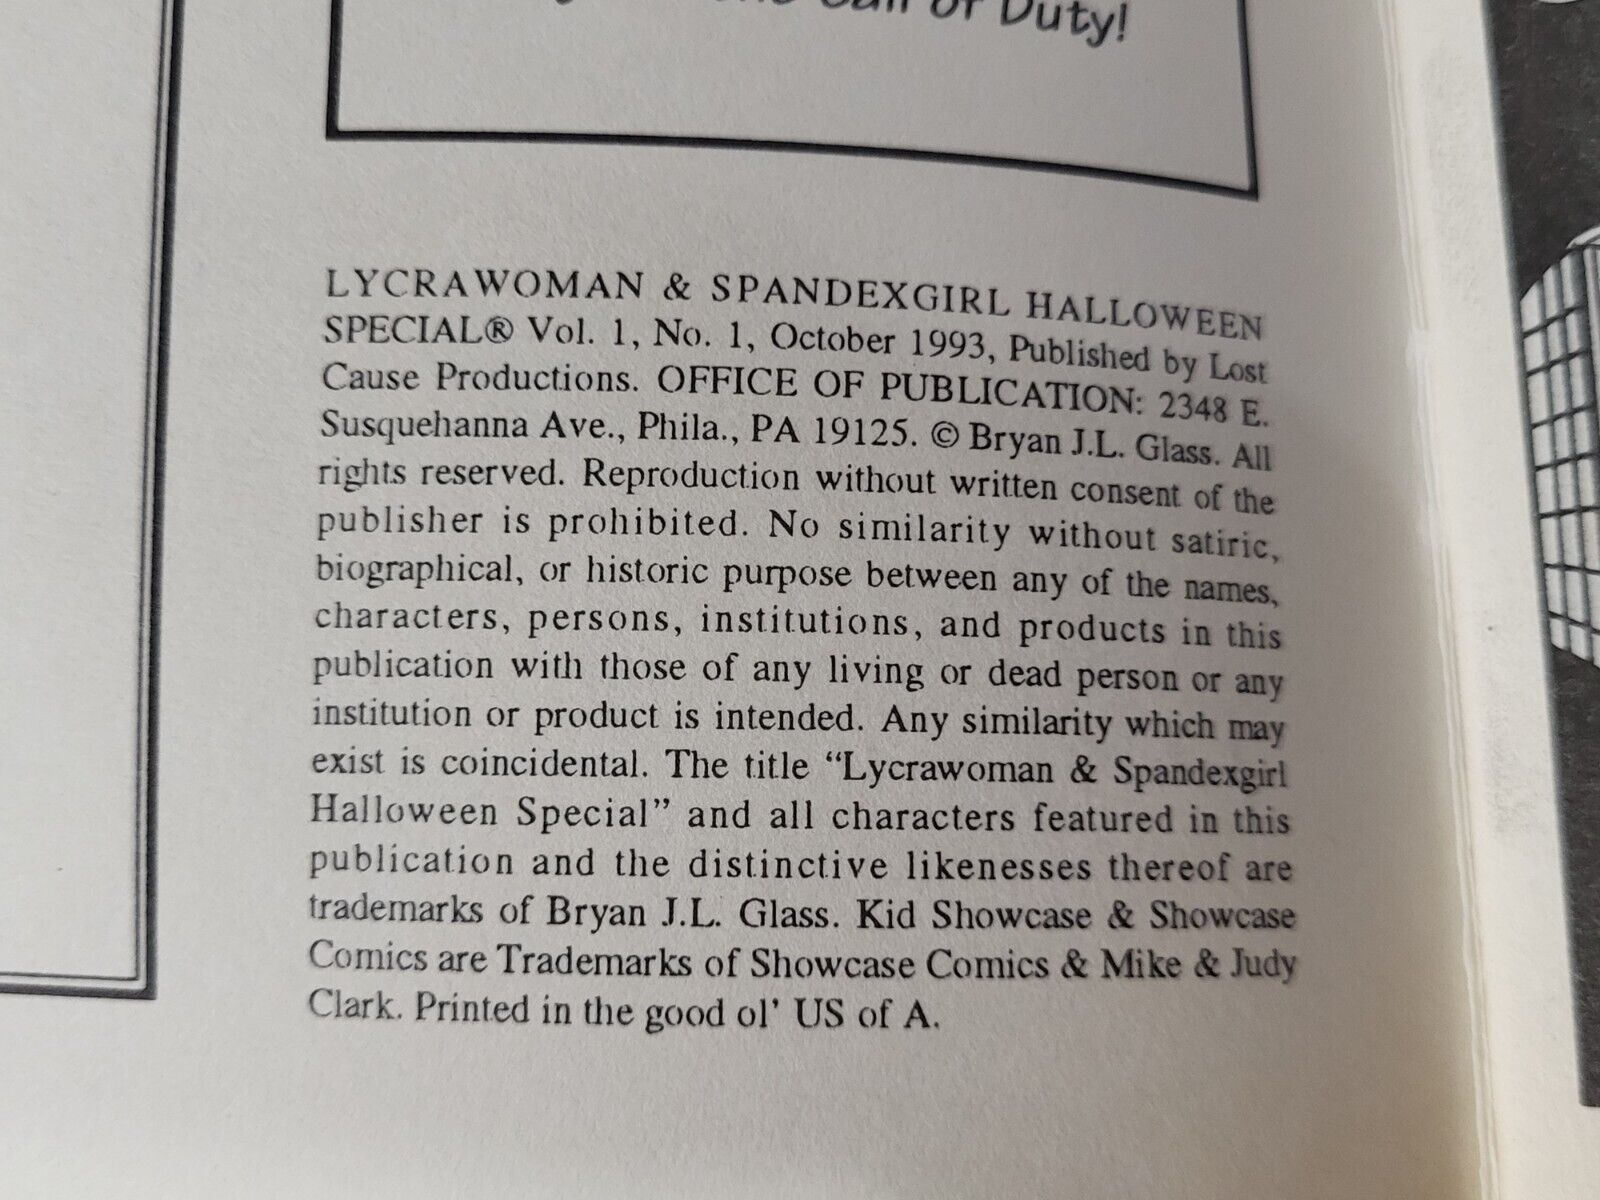 Call of Duty!
LYCRAWOMAN & SPANDEXGIRL HALLOWEEN
SPECIAL® Vol. 1, No. 1, October 1993, Published by Lost
Cause Productions. OFFICE OF PUBLICATION: 2348 E.
Susquehanna Ave., Phila., PA 19125. © Bryan J.L. Glass. All
rights reserved. Reproduction without written consent of the
publisher is prohibited. No similarity without satiric,
biographical, or historic purpose between any of the names,
characters, persons, institutions, and products in this
publication with those of any living or dead person or any
institution or product is intended. Any similarity which may
exist is coincidental. The title “Lycrawoman & Spandexgirl
Halloween Special” and all characters featured in this
publication and the distinctive likenesses thereof are
trademarks of Bryan J.L. Glass. Kid Showcase & Showcase
Comics are Trademarks of Showcase Comics & Mike & Judy
Clark. Printed in the good ol’ US of A.